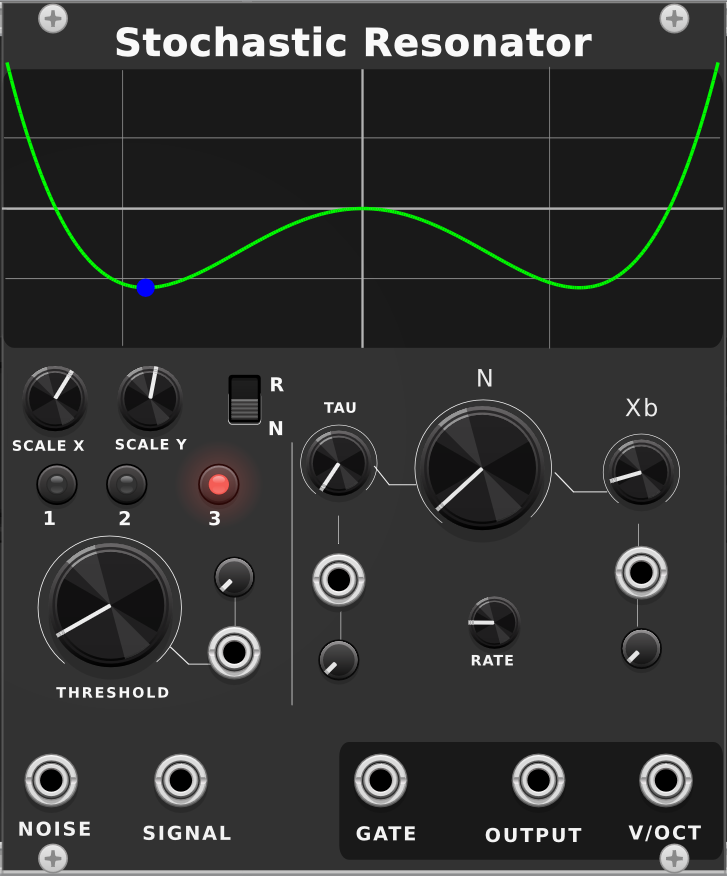 Stochastic Resonator
R
N
SCALE X
SCALE Y
1
2
3
TAU
N
Xb
THRESHOLD
RATE
NOISE
SIGNAL
GATE
OUTPUT
V/OCT